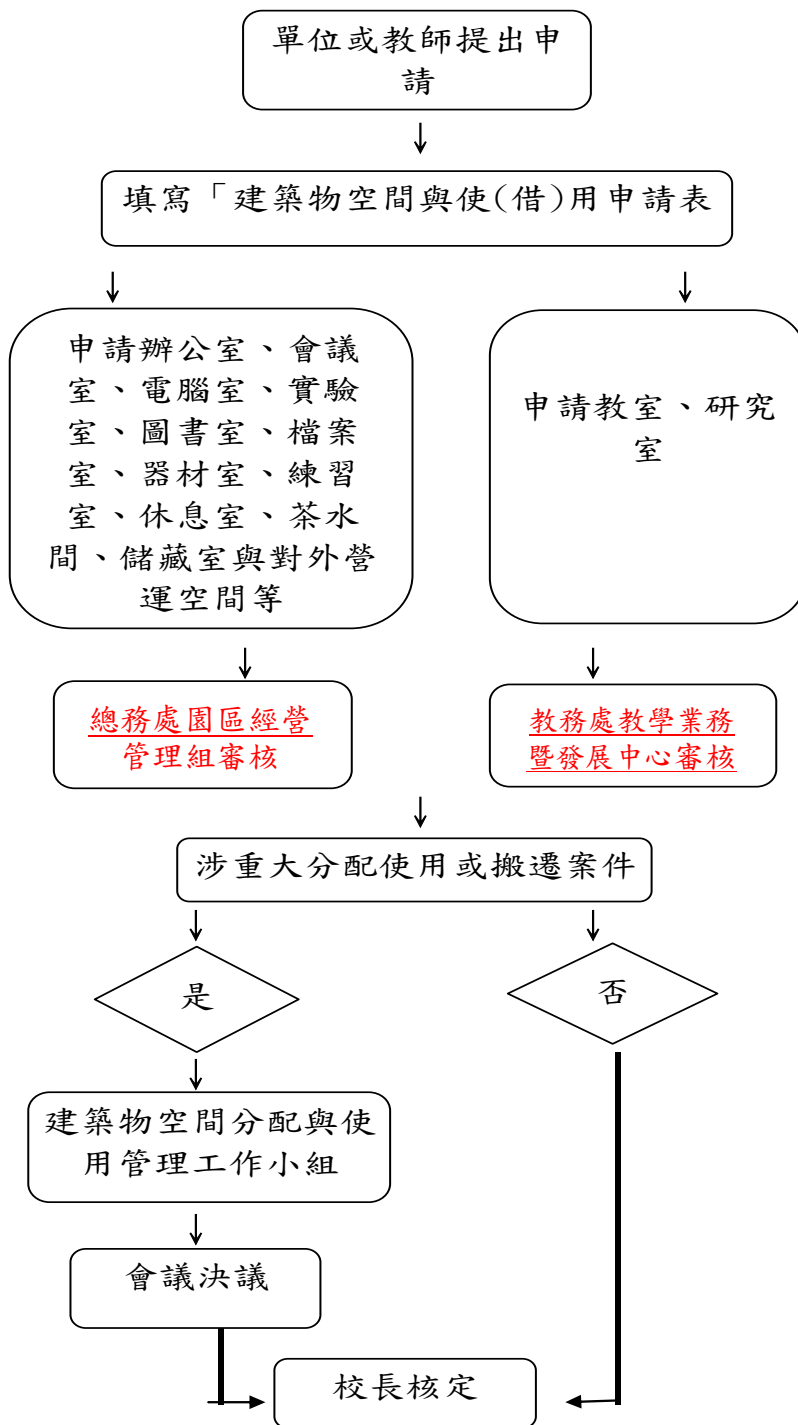 單位或教師提出申
請
填寫「建築物空間與使(借)用申請表
申請辦公室、會議
室、電腦室、實驗
室、圖書室、檔案
室、器材室、練習
室、休息室、茶水
間、儲藏室與對外營
運空間等
申請教室、研究
室
總務處園區經營
管理組審核
教務處教學業務
暨發展中心審核
涉重大分配使用或搬遷案件
是
否
建築物空間分配與使
用管理工作小組
會議決議
校長核定